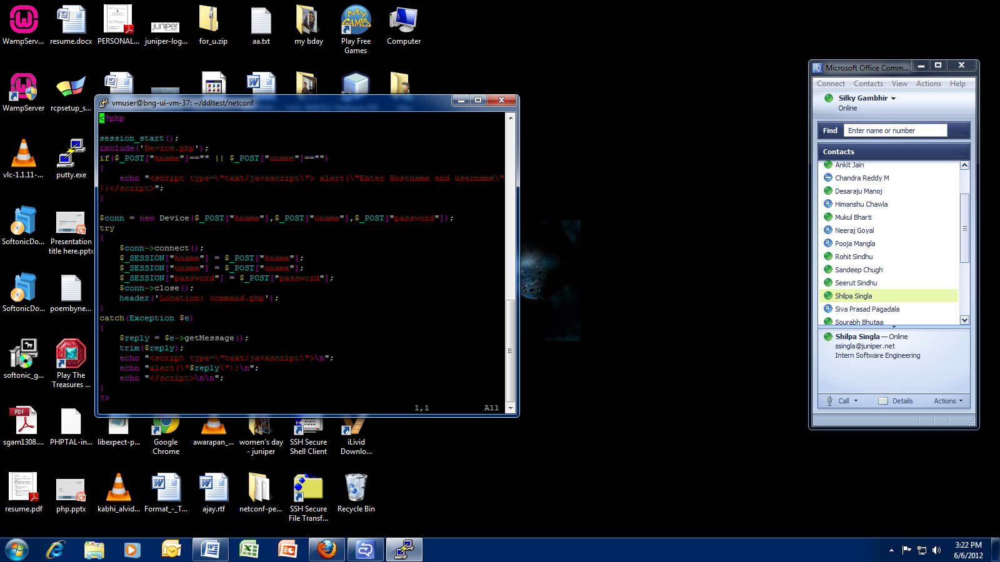 WampServ...
resume.docx
PERSONAL...
juniper-log...
for_u.zip
aa.txt
my bday
Play Free
Games
Computer
WampServer
rcpsetup_s...
vlc-1.1.11-...
putty.exe
SoftonicDo...
Presentation
title here.pptx
SoftonicDo...
poembyne...
softonic_g...
Play The
Treasures ...
sgam1308....
PHPTAL-in...
libexpect-p...
Google
Chrome
awarapan_...
women's day
- juniper
SSH Secure
Shell Client
iLivid
Downlo...
resume.pdf
php.pptx
kabhi_alvid...
Format_-_T...
ajay.rtf
netconf-pe...
SSH Secure
File Transf...
Recycle Bin
vmuser@bng-ui-vm-37: ~/ddltest/netconf
<?php
session_start();
include('Device.php');
if($_POST["hname"]=="" || $_POST["uname"]=="")
{
echo "<script type=\"text/javascript\"> alert(\"Enter Hostname and username\"
);</script>";
}
$conn = new Device($_POST["hname"],$_POST["uname"],$_POST["password"]);
try
{
$conn->connect();
$_SESSION["hname"] = $_POST["hname"];
$_SESSION["uname"] = $_POST["uname"];
$_SESSION["password"] = $_POST["password"];
$conn->close();
header('Location: command.php');
}
catch(Exception $e)
{
$reply = $e->getMessage();
trim($reply);
echo "<script type=\"text/javascript\">\n";
echo "alert(\"$reply\");\n";
echo "</script>\n\n";
}
?>
1,1 All
Microsoft Office Comm...
Connect Contacts View Actions Help
Silky Gambhir
Online
Find Enter name or number
Contacts
Ankit Jain
Chandra Reddy M
Desaraju Manoj
Himanshu Chawla
Mukul Bharti
Neeraj Goyal
Pooja Mangla
Rohit Sindhu
Sandeep Chugh
Seerut Sindhu
Shilpa Singla
Siva Prasad Pagadala
Sourabh Bhutaa
Shilpa Singla — Online
ssingla@juniper.net
Intern Software Engineering
Call Details Actions
3:22 PM
6/6/2012